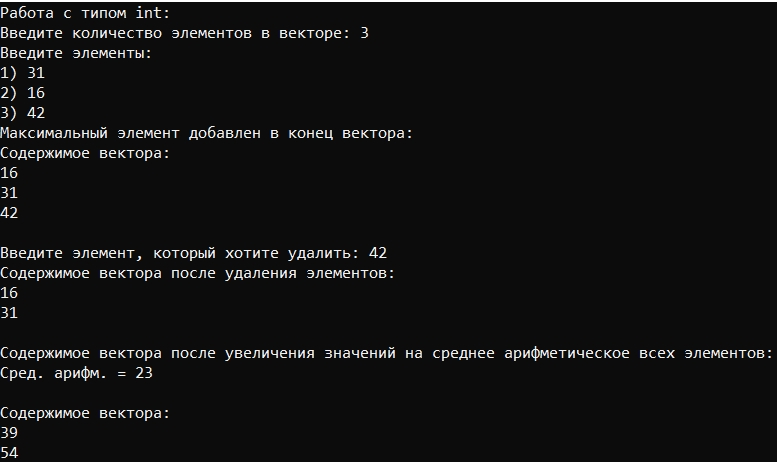 Работа с типом int:
Введите количество элементов в векторе: 3
Введите элементы:
1) 31
2) 16
3) 42
Максимальный элемент добавлен в конец вектора:
Содержимое вектора:
16
31
42
Введите элемент, который хотите удалить: 42
Содержимое вектора после удаления элементов:
16
31
Содержимое вектора после увеличения значений на среднее арифметическое всех элементов:
Сред. арифм. = 23
Содержимое вектора:
39
54